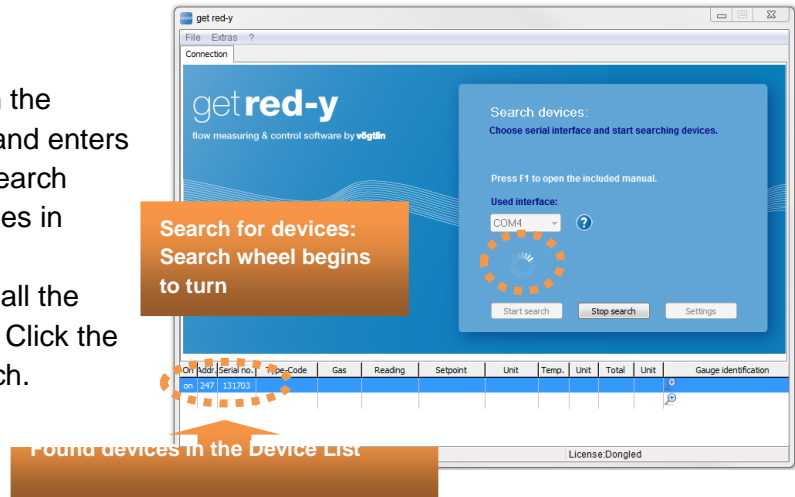 get red-y
File Extras ?
Connection
get red-y
flow measuring & control software by vögtlin
Search devices:
Choose serial interface and start searching devices.
Press F1 to open the included manual.
Used interface:
COM4
?
Start search
Stop search
Settings
the
and enters
earch
es in
all the
Click the
ch.
Search for devices:
Search wheel begins
to turn
On Addr. Serial no. Type-Code Gas Reading Setpoint Unit Temp. Unit Total Unit Gauge identification
on 247 131703
Found devices in the Device List
License:Dongled